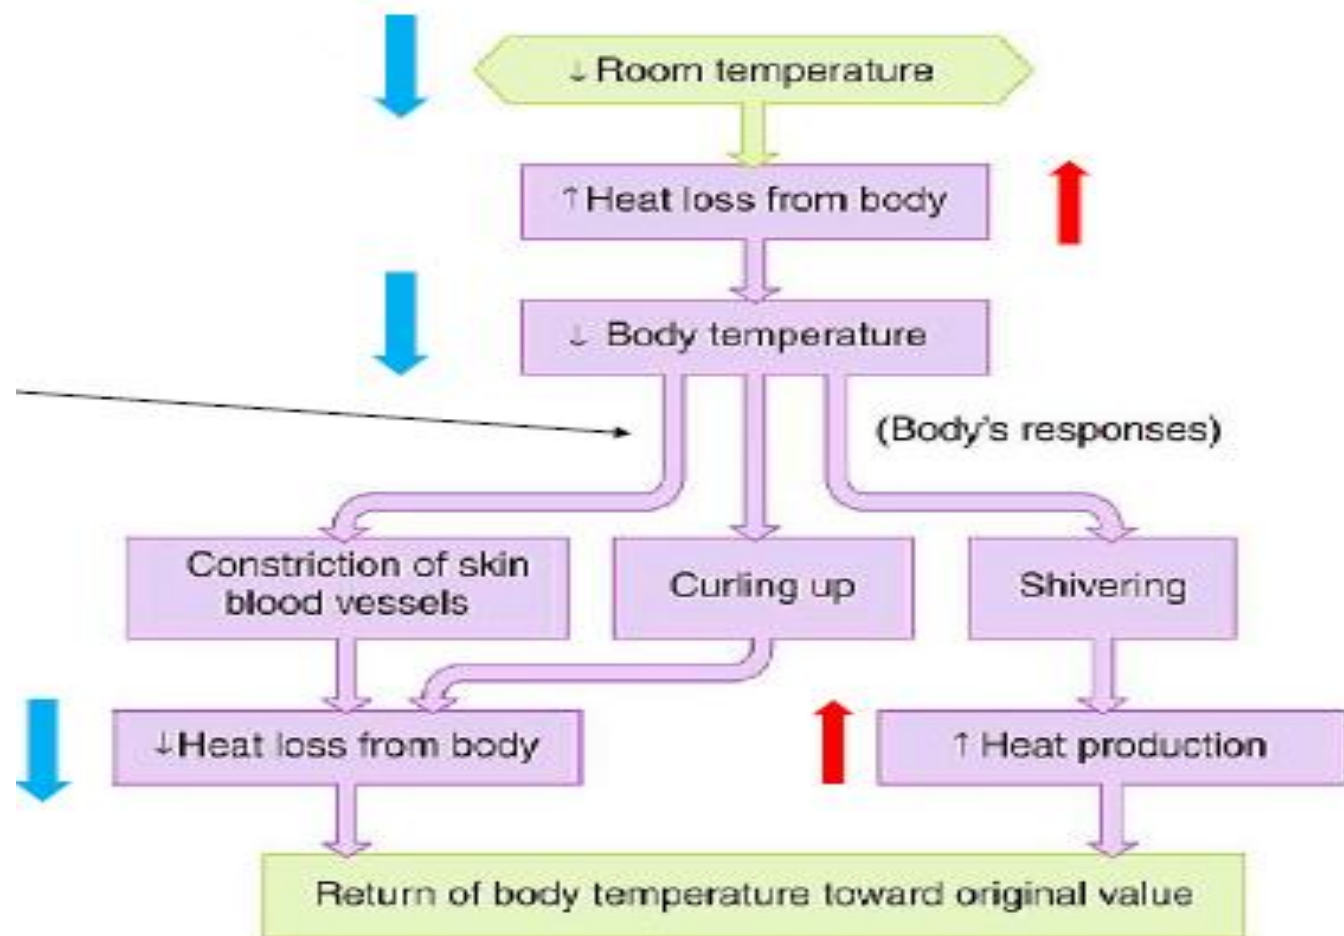 ↓ Room temperature
↑ Heat loss from body
↓ Body temperature
(Body's responses)
Constriction of skin
blood vessels
Curling up
Shivering
↓Heat loss from body
↑ Heat production
Return of body temperature toward original value